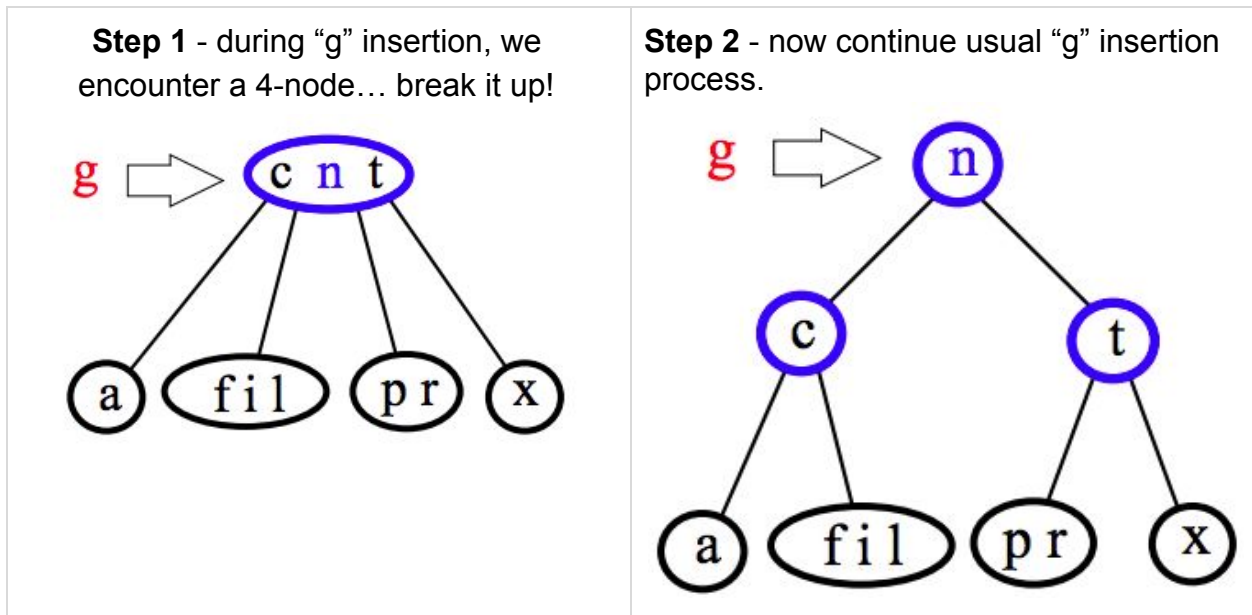 Step 1 - during “g” insertion, we
encounter a 4-node… break it up!
g
c n t
a
f i l
p r
x
Step 2 - now continue usual “g” insertion
process.
g
n
c
t
a
f i l
p r
x